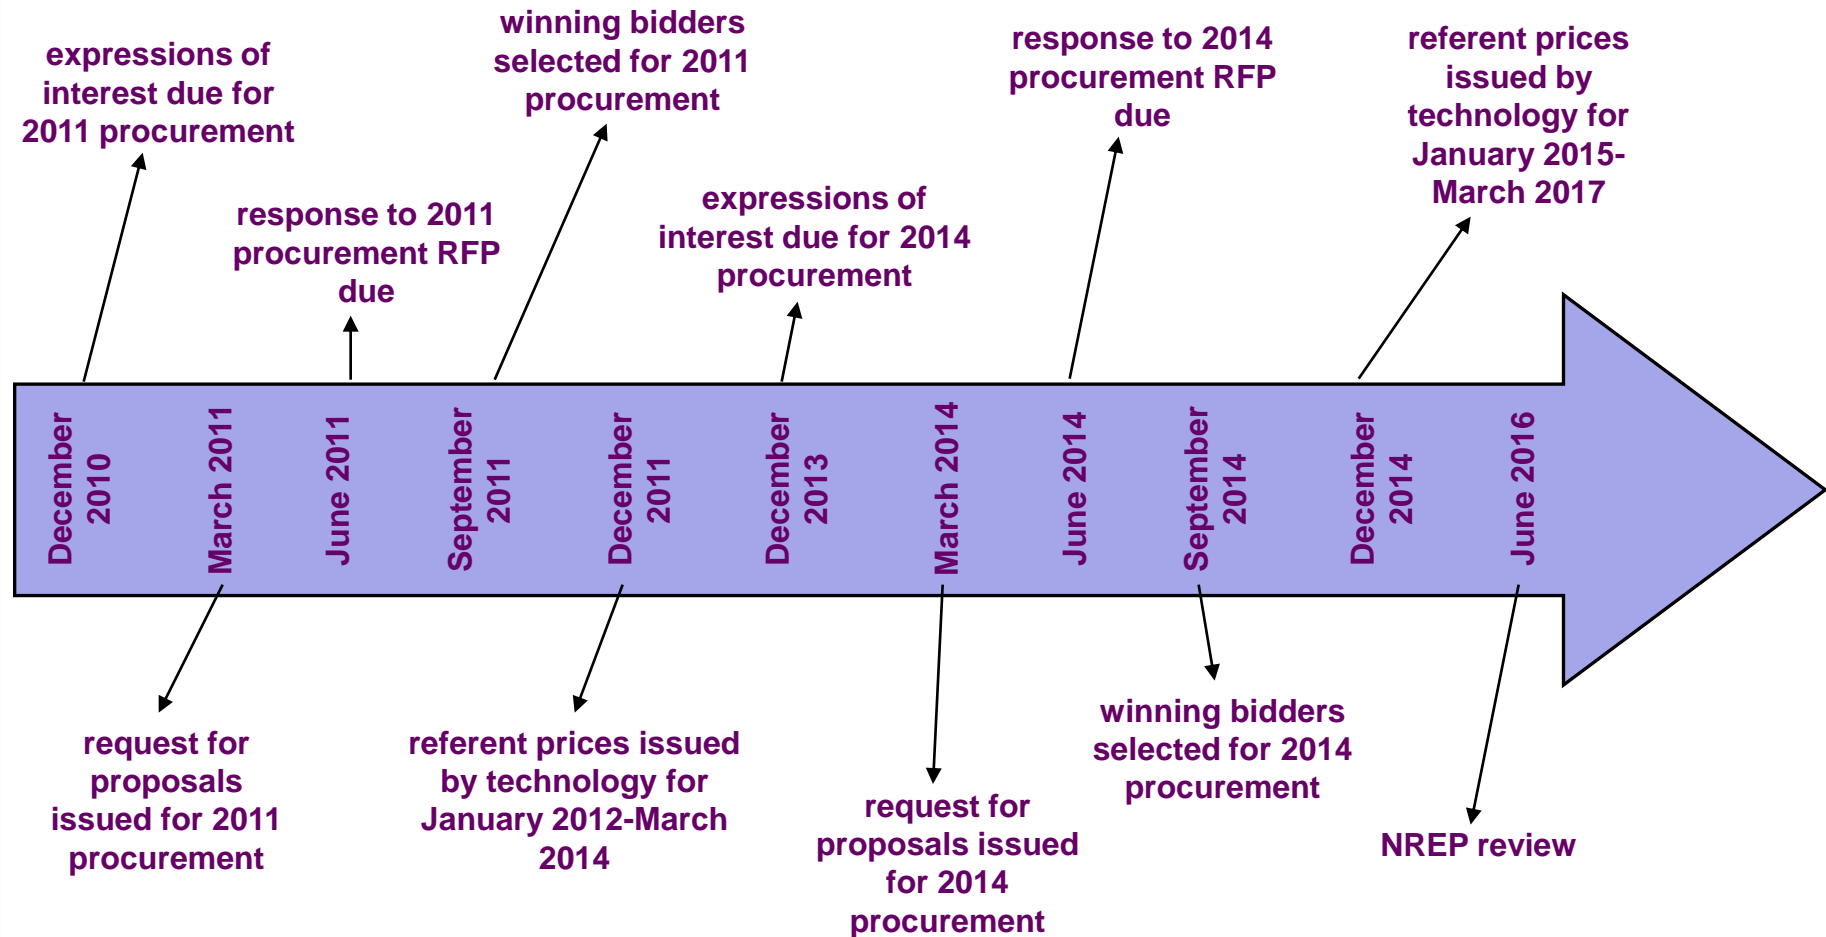 expressions of
interest due for
2011 procurement
response to 2011
procurement RFP
due
winning bidders
selected for 2011
procurement
expressions of
interest due for 2014
procurement
response to 2014
procurement RFP
due
referent prices
issued by
technology for
January 2015-
March 2017
December
2010
March 2011
June 2011
September
2011
December
2011
December
2013
March 2014
June 2014
September
2014
December
2014
June 2016
request for
proposals
issued for 2011
procurement
referent prices issued
by technology for
January 2012-March
2014
request for
proposals issued
for 2014
procurement
winning bidders
selected for 2014
procurement
NREP review